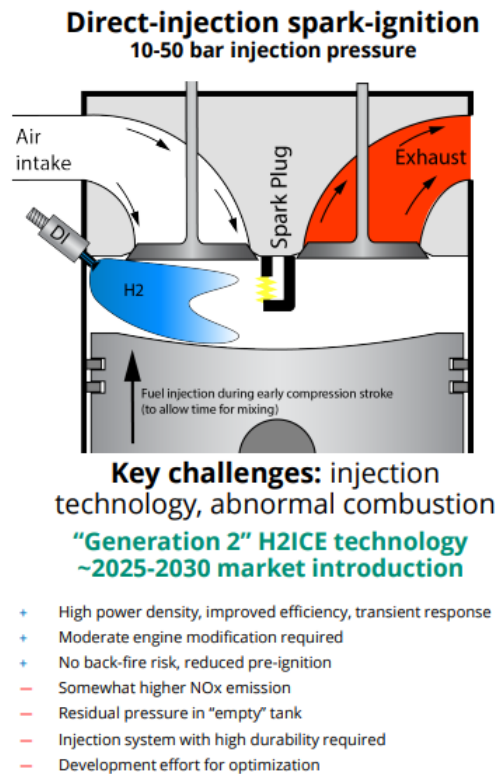 Direct-injection spark-ignition
10-50 bar injection pressure
Air
intake
Exhaust
Spark Plug
DI
H2
Fuel injection during early compression stroke
(to allow time for mixing)
Key challenges: injection
technology, abnormal combustion
“Generation 2” H2ICE technology
~2025-2030 market introduction
+ High power density, improved efficiency, transient response
+ Moderate engine modification required
+ No back-fire risk, reduced pre-ignition
− Somewhat higher NOx emission
− Residual pressure in “empty” tank
− Injection system with high durability required
− Development effort for optimization